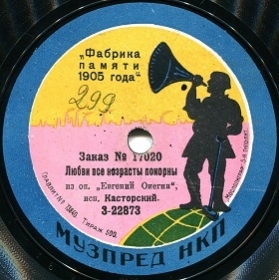 „Фабрика
памяти
1905 года"
299.
Заказ № 17020
Любви все возрасты покорны
из оп. „Евгений Онегин",
исп. Касторский.
3-22873
МУЗПРЕД НКП